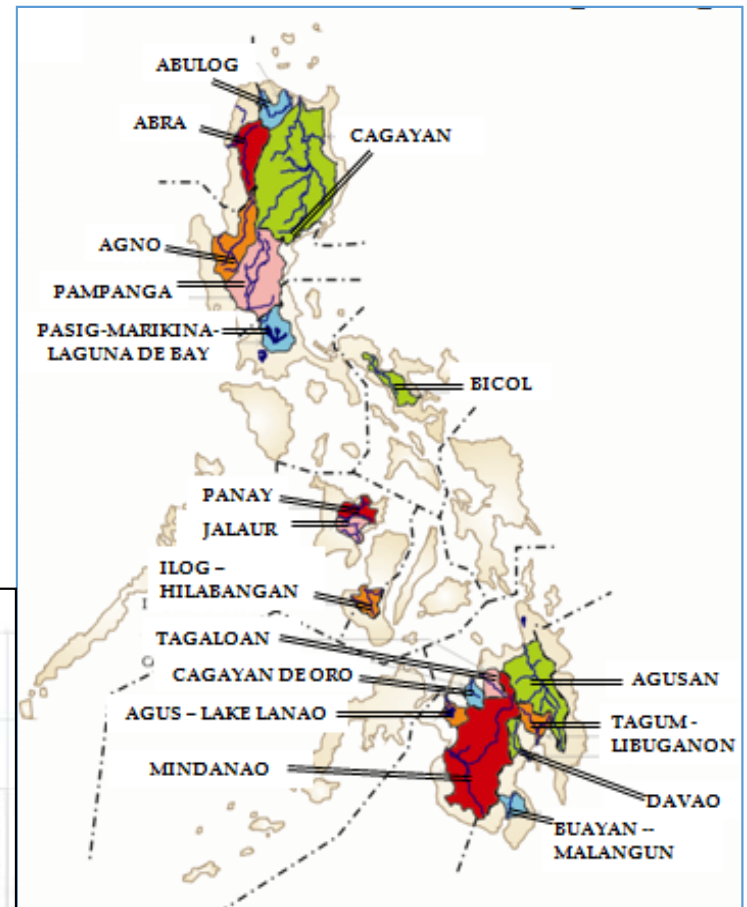 ABULOG
ABRA
CAGAYAN
AGNO
PAMPANGA
PASIG-MARIKINA-
LAGUNA DE BAY
BICOL
PANAY
JALAUR
ILOG –
HILABANGAN
TAGALOAN
CAGAYAN DE ORO
AGUSAN
AGUS – LAKE LANAO
TAGUM -
LIBUGANON
MINDANAO
DAVAO
BUAYAN --
MALANGUN